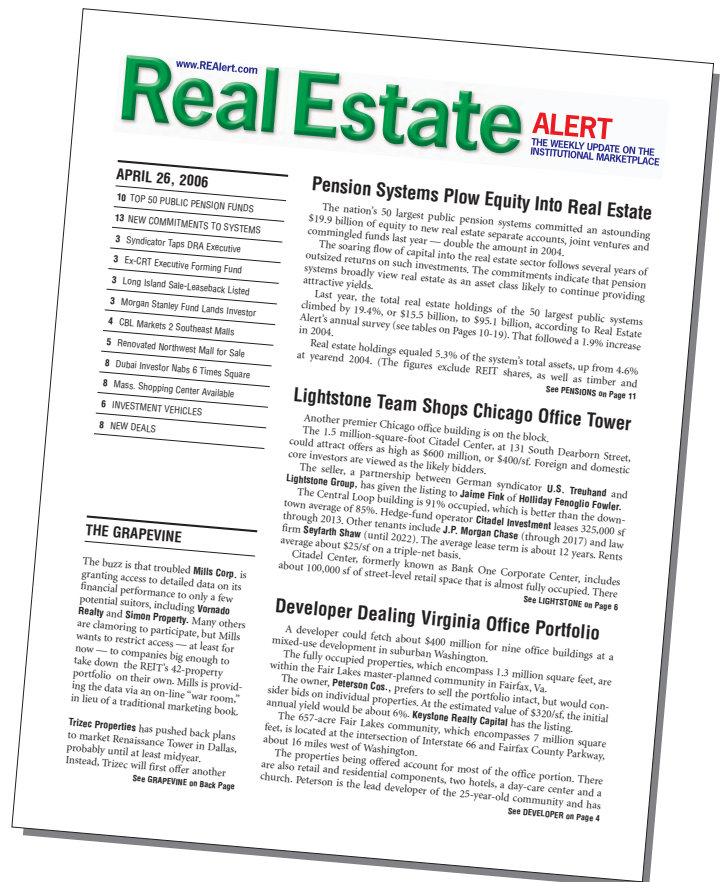 www.REAlert.com
Real Estate
ALERT
THE WEEKLY UPDATE ON THE
INSTITUTIONAL MARKETPLACE
APRIL 26, 2006
10 TOP 50 PUBLIC PENSION FUNDS
13 NEW COMMITMENTS TO SYSTEMS
3 Syndicator Taps DRA Executive
3 Ex-CRT Executive Forming Fund
3 Long Island Sale-Leaseback Listed
3 Morgan Stanley Fund Lands Investor
4 CBL Markets 2 Southeast Malls
5 Renovated Northwest Mall for Sale
8 Dubai Investor Nabs 6 Times Square
8 Mass. Shopping Center Available
6 INVESTMENT VEHICLES
8 NEW DEALS
THE GRAPEVINE
The buzz is that troubled Mills Corp. is
granting access to detailed data on its
financial performance to only a few
potential suitors, including Vornado
Realty and Simon Property. Many others
are clamoring to participate, but Mills
wants to restrict access — at least for
now — to companies big enough to
take down the REIT's 42-property
portfolio on their own. Mills is provid-
ing the data via an on-line "war room,"
in lieu of a traditional marketing book.
Trizec Properties has pushed back plans
to market Renaissance Tower in Dallas,
probably until at least midyear.
Instead, Trizec will first offer another
See GRAPEVINE on Back Page
Pension Systems Plow Equity Into Real Estate
The nation's 50 largest public pension systems committed an astounding
$19.9 billion of equity to new real estate separate accounts, joint ventures and
commingled funds last year — double the amount in 2004.
The soaring flow of capital into the real estate sector follows several years of
outsized returns on such investments. The commitments indicate that pension
systems broadly view real estate as an asset class likely to continue providing
attractive yields.
Last year, the total real estate holdings of the 50 largest public systems
climbed by 19.4%, or $15.5 billion, to $95.1 billion, according to Real Estate
Alert's annual survey (see tables on Pages 10-19). That followed a 1.9% increase
in 2004.
Real estate holdings equaled 5.3% of the system's total assets, up from 4.6%
at yearend 2004. (The figures exclude REIT shares, as well as timber and
See PENSIONS on Page 11
Lightstone Team Shops Chicago Office Tower
Another premier Chicago office building is on the block.
The 1.5 million-square-foot Citadel Center, at 131 South Dearborn Street,
could attract offers as high as $600 million, or $400/sf. Foreign and domestic
core investors are viewed as the likely bidders.
The seller, a partnership between German syndicator U.S. Treuhand and
Lightstone Group, has given the listing to Jaime Fink of Holliday Fenoglio Fowler.
The Central Loop building is 91% occupied, which is better than the down-
town average of 85%. Hedge-fund operator Citadel Investment leases 325,000 sf
through 2013. Other tenants include J.P. Morgan Chase (through 2017) and law
firm Seyfarth Shaw (until 2022). The average lease term is about 12 years. Rents
average about $25/sf on a triple-net basis.
Citadel Center, formerly known as Bank One Corporate Center, includes
about 100,000 sf of street-level retail space that is almost fully occupied. There
See LIGHTSTONE on Page 6
Developer Dealing Virginia Office Portfolio
A developer could fetch about $400 million for nine office buildings at a
mixed-use development in suburban Washington.
The fully occupied properties, which encompass 1.3 million square feet, are
within the Fair Lakes master-planned community in Fairfax, Va.
The owner, Peterson Cos., prefers to sell the portfolio intact, but would con-
sider bids on individual properties. At the estimated value of $320/sf, the initial
annual yield would be about 6%. Keystone Realty Capital has the listing.
The 657-acre Fair Lakes community, which encompasses 7 million square
feet, is located at the intersection of Interstate 66 and Fairfax County Parkway,
about 16 miles west of Washington.
The properties being offered account for most of the office portion. There
are also retail and residential components, two hotels, a day-care center and a
church. Peterson is the lead developer of the 25-year-old community and has
See DEVELOPER on Page 4